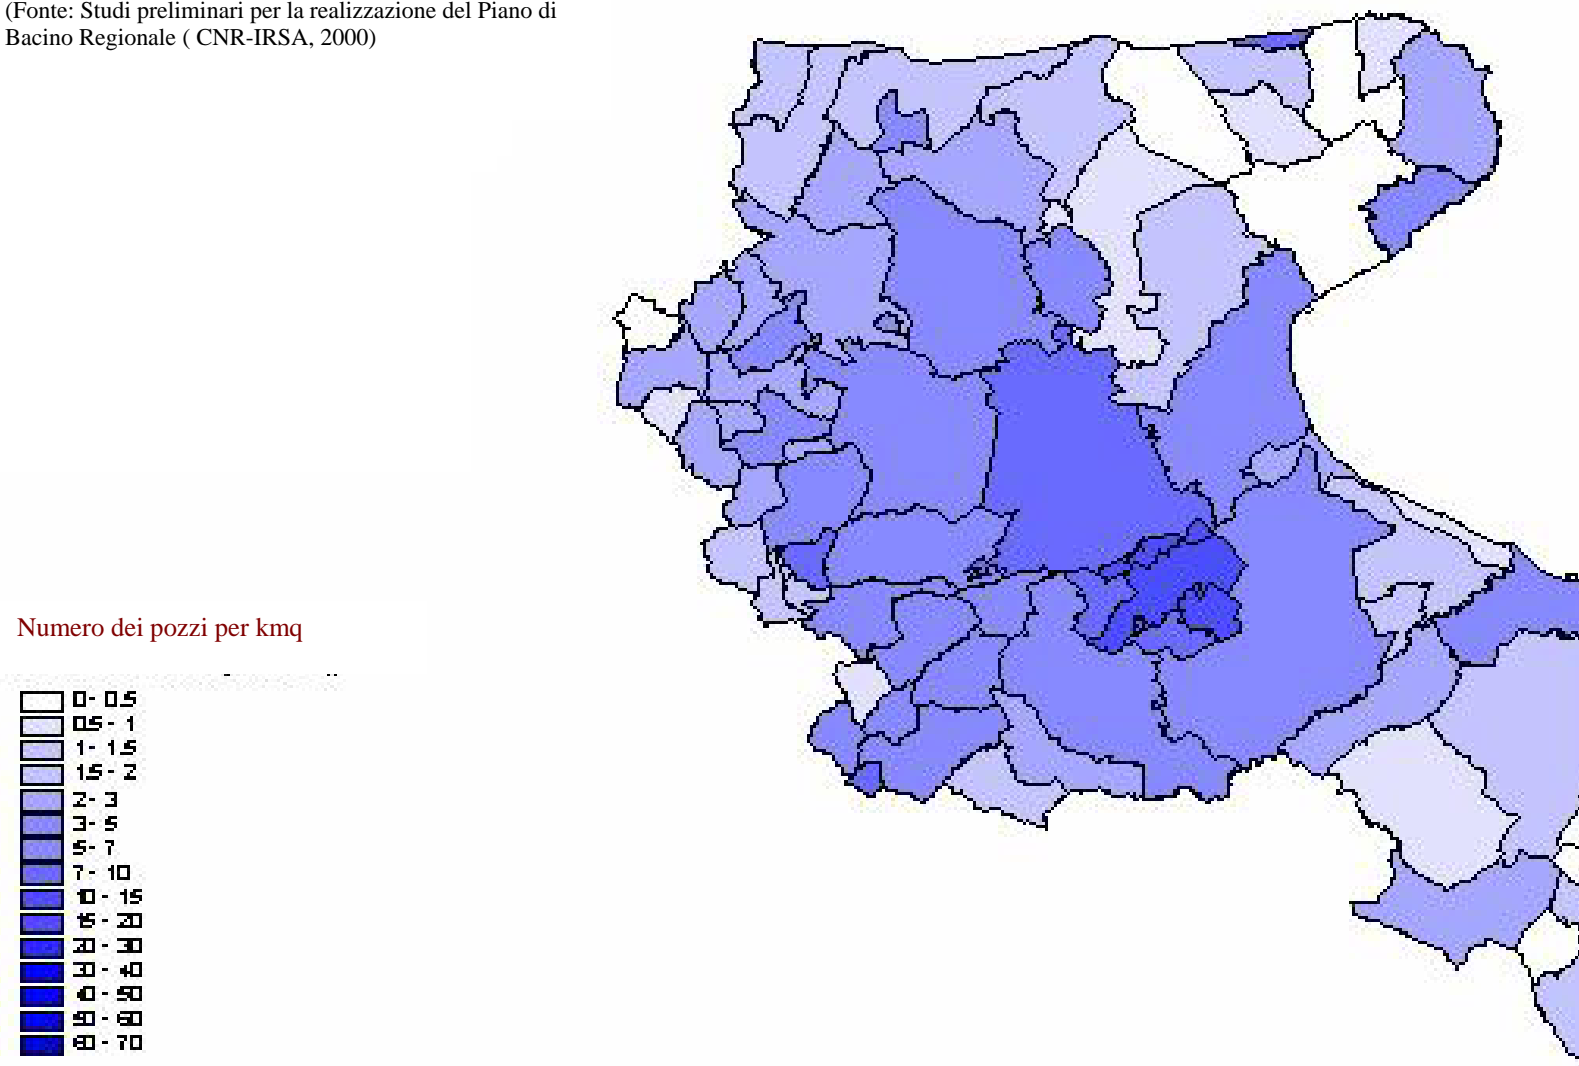 (Fonte: Studi preliminari per la realizzazione del Piano di
Bacino Regionale ( CNR-IRSA, 2000)
Numero dei pozzi per kmq
0 - 0.5
0.5 - 1
1 - 1.5
1.5 - 2
2 - 3
3 - 5
5 - 7
7 - 10
10 - 15
15 - 20
20 - 30
30 - 40
40 - 50
50 - 60
60 - 70